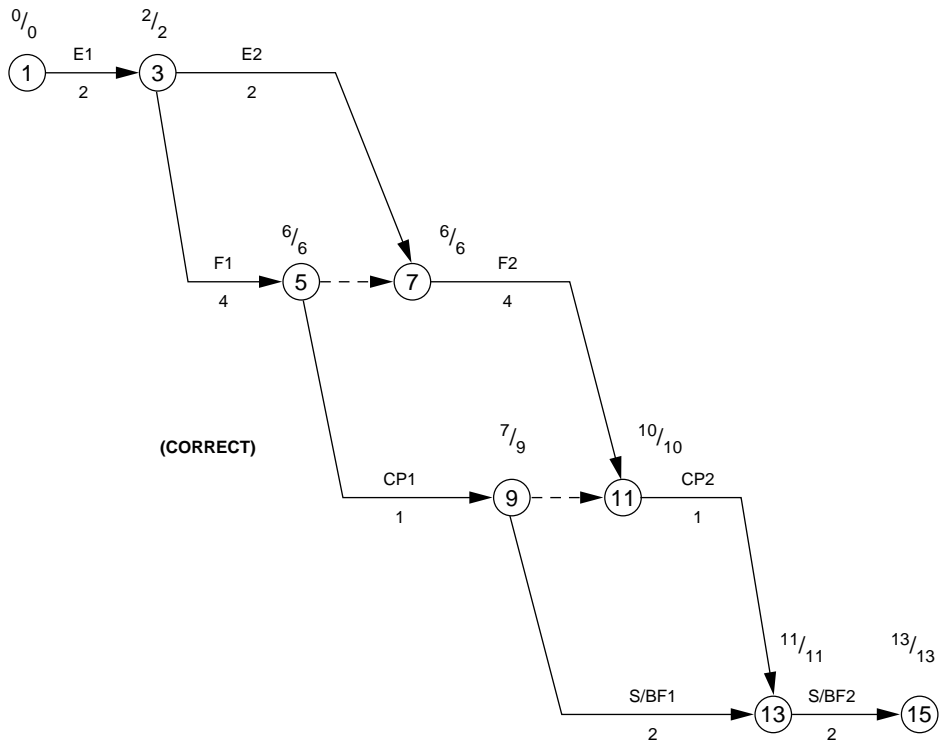 0/0 2/2
E1 E2
1 3
2 2
6/6 6/6
F1 F2
5 7
4 4
(CORRECT) 7/9 10/10
CP1 CP2
9 11
1 1
11/11 13/13
S/BF1 S/BF2
13 15
2 2